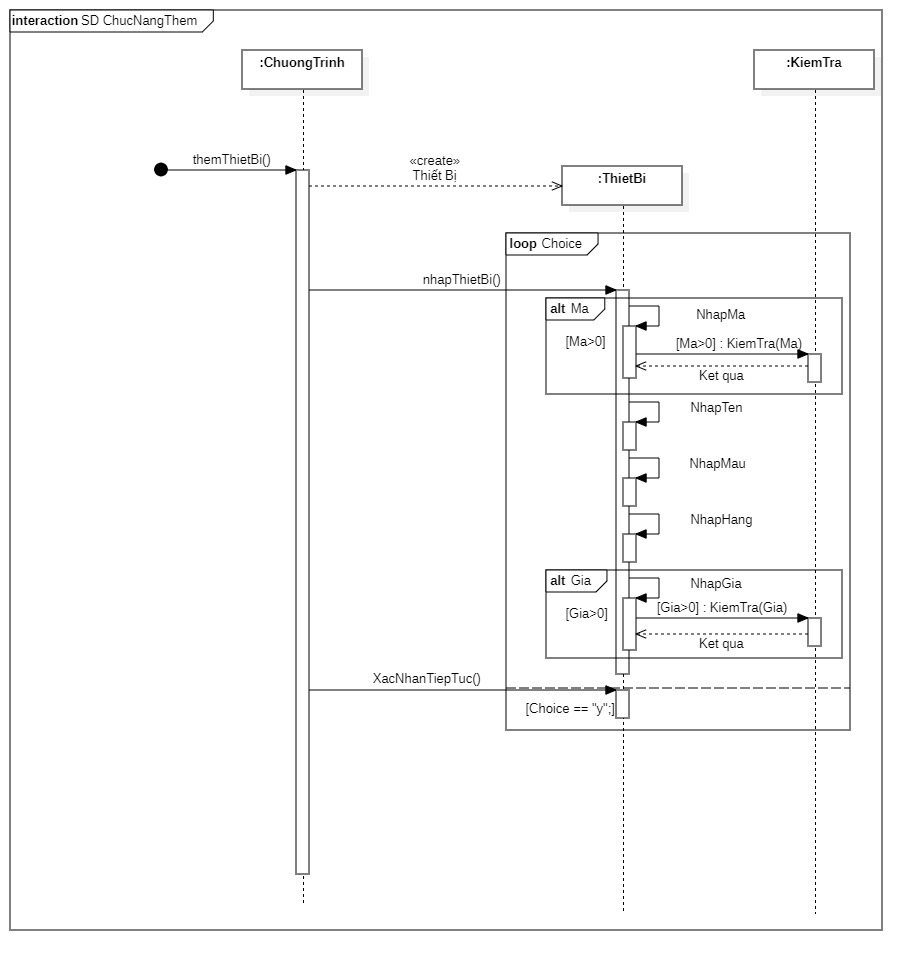 interaction SD ChucNangThem
:ChuongTrinh
:KiemTra
themThietBi()
«create»
Thiết Bị
:ThietBi
loop Choice
nhapThietBi()
alt Ma
NhapMa
[Ma>0]
[Ma>0] : KiemTra(Ma)
Ket qua
NhapTen
NhapMau
NhapHang
alt Gia
NhapGia
[Gia>0]
[Gia>0] : KiemTra(Gia)
Ket qua
XacNhanTiepTuc()
[Choice == "y";]